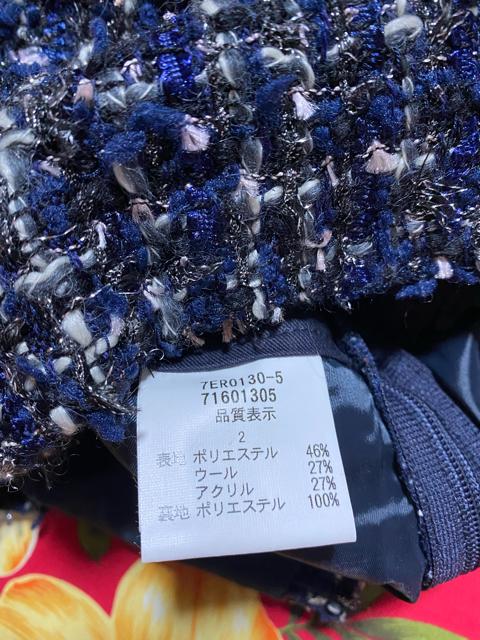 7ER0130-5
71601305
品質表示
2
表地 ポリエステル 46%
ウール 27%
アクリル 27%
裏地 ポリエステル 100%